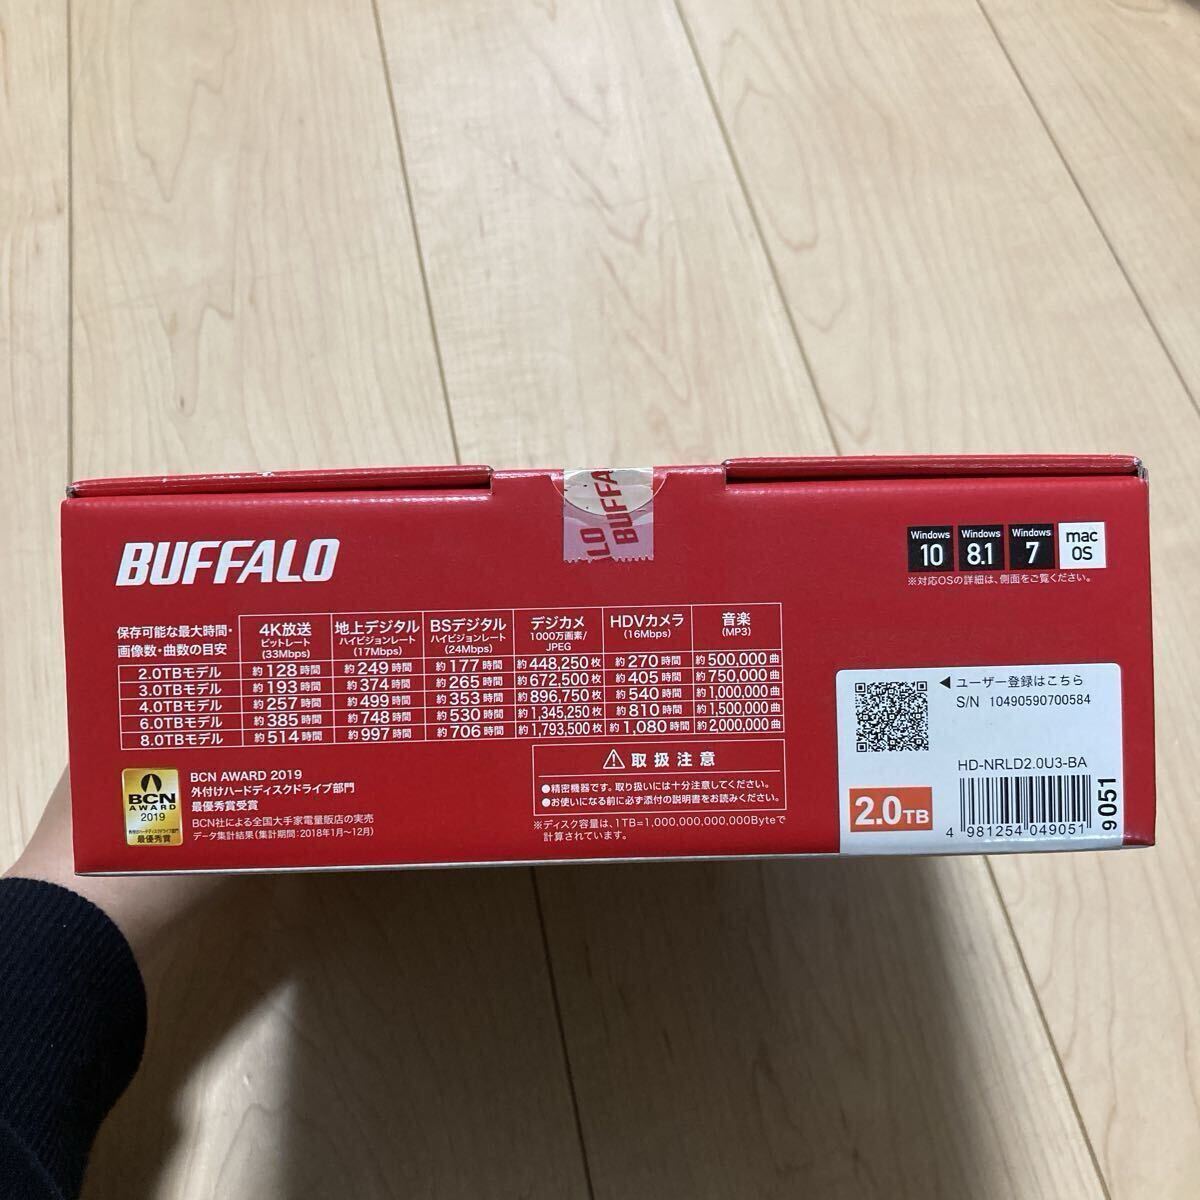 BUFFALO
LO BUFFA
Windows 10
Windows 8.1
Windows 7
mac OS
※対応OSの詳細は、側面をご覧ください。
保存可能な最大時間・画像数・曲数の目安 4K放送 ビットレート (33Mbps) 地上デジタル ハイビジョンレート (17Mbps) BSデジタル ハイビジョンレート (24Mbps) デジカメ 1000万画素/JPEG HDVカメラ (16Mbps) 音楽 (MP3)
2.0TBモデル 約128時間 約249時間 約177時間 約448,250枚 約270時間 約500,000曲
3.0TBモデル 約193時間 約374時間 約265時間 約672,500枚 約405時間 約750,000曲
4.0TBモデル 約257時間 約499時間 約353時間 約896,750枚 約540時間 約1,000,000曲
6.0TBモデル 約385時間 約748時間 約530時間 約1,345,250枚 約810時間 約1,500,000曲
8.0TBモデル 約514時間 約997時間 約706時間 約1,793,500枚 約1,080時間 約2,000,000曲
BCN AWARD 2019
最優秀賞
BCN AWARD 2019
外付けハードディスクドライブ部門
最優秀賞受賞
BCN社による全国大手家電量販店の実売
データ集計結果(集計期間:2018年1月〜12月)
取扱注意
●精密機器です。取り扱いには十分注意してください。
●お使いになる前に必ず添付の説明書をお読みください。
※ディスク容量は、1TB=1,000,000,000,000Byteで
計算されています。
◀ ユーザー登録はこちら
S/N 10490590700584
HD-NRLD2.0U3-BA
2.0TB
4 981254 049051
9051